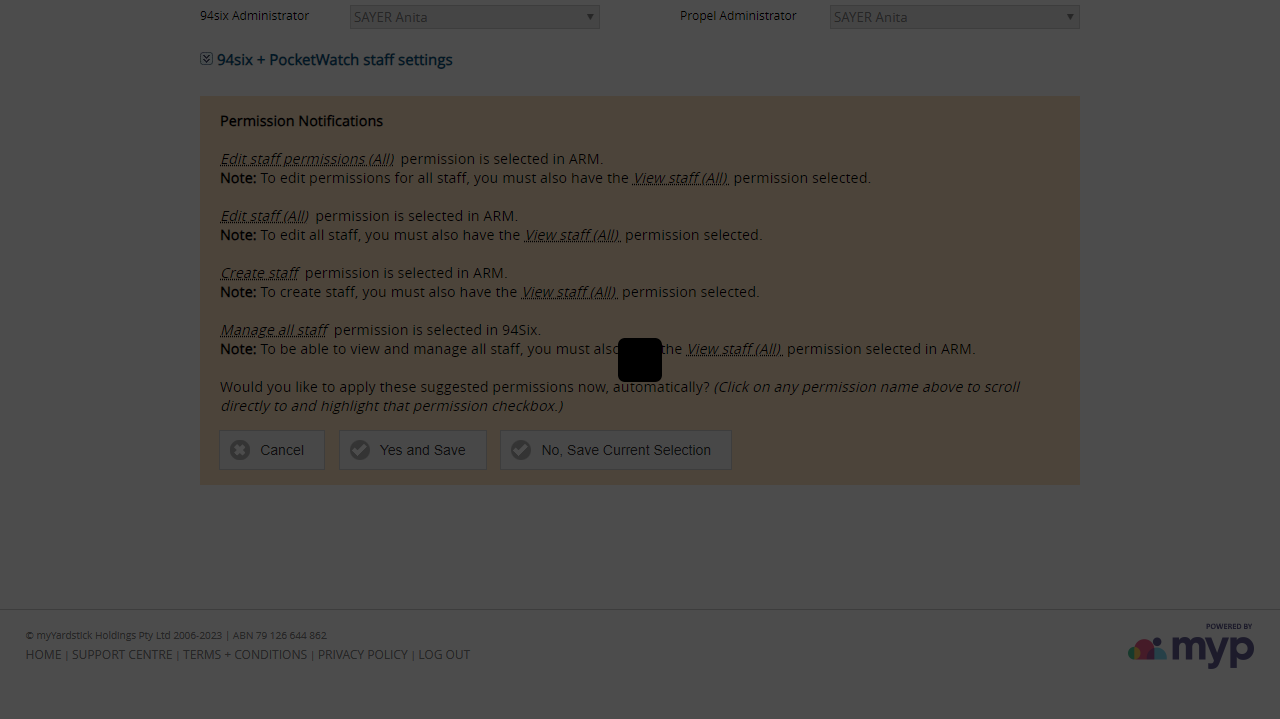 94six Administrator SAYER Anita Propel Administrator SAYER Anita
94six + PocketWatch staff settings
Permission Notifications
Edit staff permissions (All) permission is selected in ARM.
Note: To edit permissions for all staff, you must also have the View staff (All) permission selected.
Edit staff (All) permission is selected in ARM.
Note: To edit all staff, you must also have the View staff (All) permission selected.
Create staff permission is selected in ARM.
Note: To create staff, you must also have the View staff (All) permission selected.
Manage all staff permission is selected in 94Six.
Note: To be able to view and manage all staff, you must also the View staff (All) permission selected in ARM.
Would you like to apply these suggested permissions now, automatically? (Click on any permission name above to scroll
directly to and highlight that permission checkbox.)
Cancel Yes and Save No, Save Current Selection
© myYardstick Holdings Pty Ltd 2006-2023 | ABN 79 126 644 862
HOME | SUPPORT CENTRE | TERMS + CONDITIONS | PRIVACY POLICY | LOG OUT
POWERED BY
myp